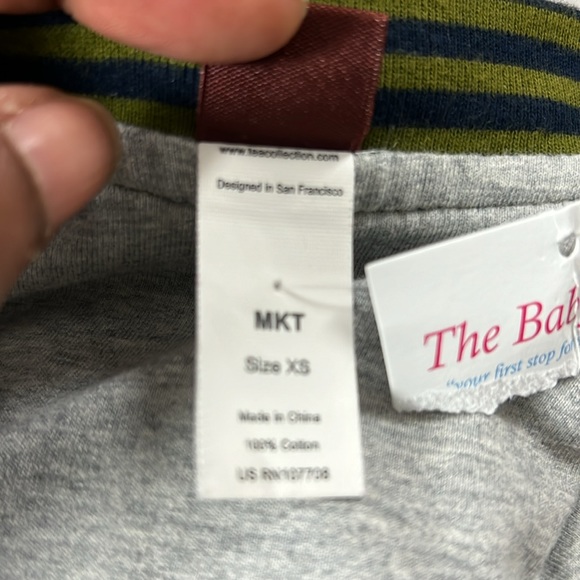 www.teacollection.com
Designed in San Francisco
MKT
Size XS
Made in China
100% Cotton
US RN107708
The Bab
"your first stop fo